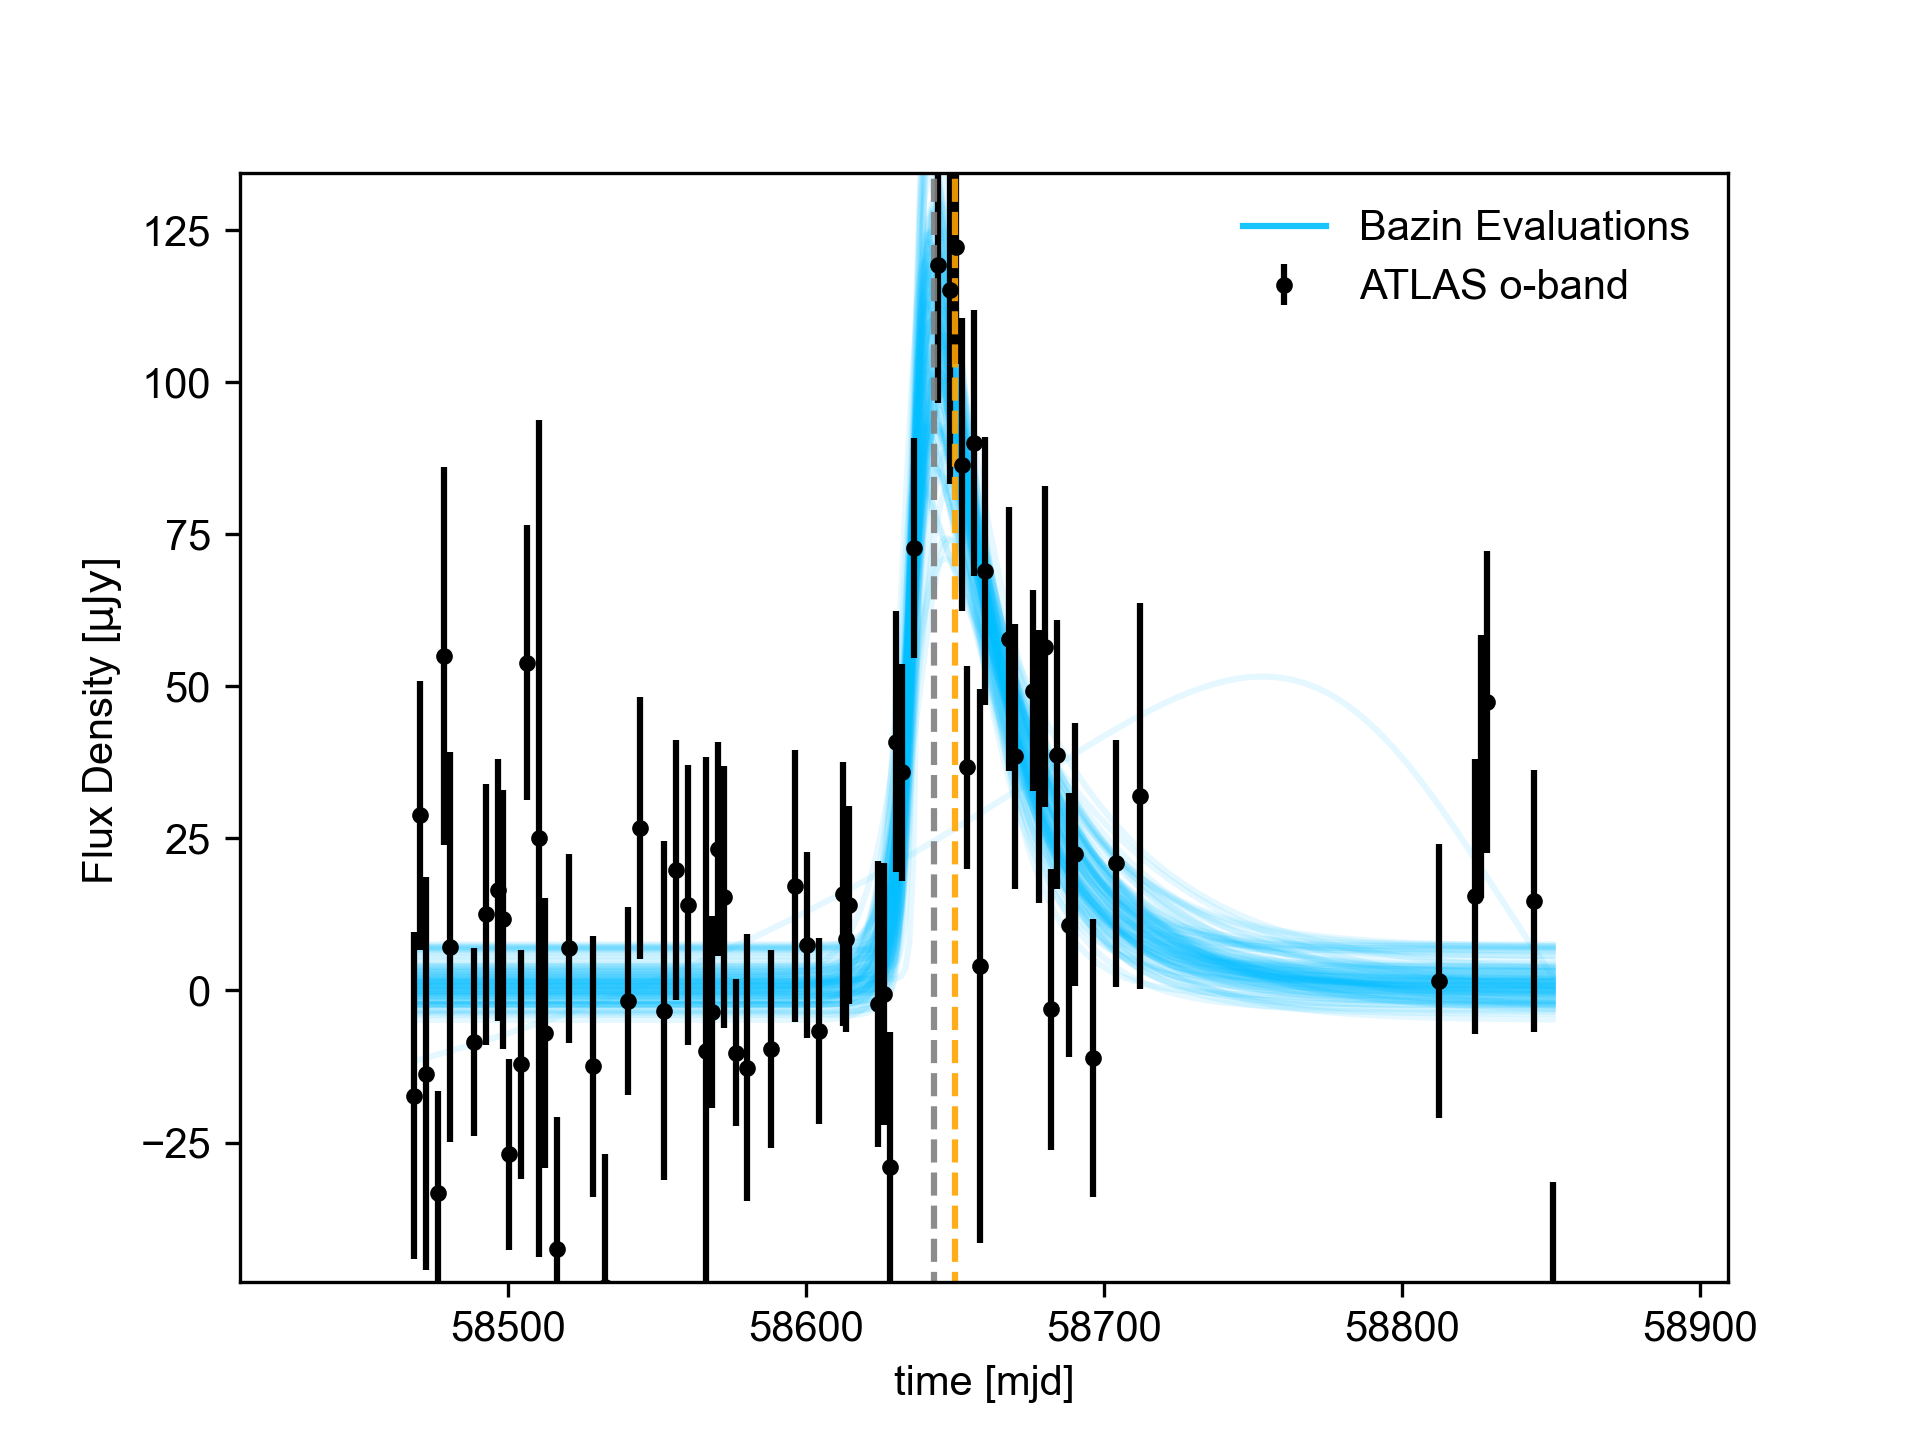 Bazin Evaluations
ATLAS o-band
125
100
75
50
25
0
−25
Flux Density [µJy]
58500 58600 58700 58800 58900
time [mjd]